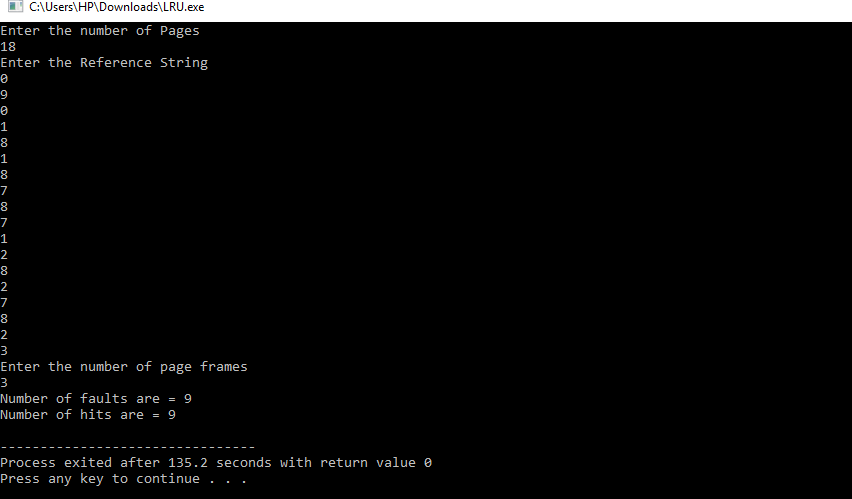 C:\Users\HP\Downloads\LRU.exe
Enter the number of Pages
18
Enter the Reference String
0
9
0
1
8
1
8
7
8
7
1
2
8
2
7
8
2
3
Enter the number of page frames
3
Number of faults are = 9
Number of hits are = 9
--------------------------------
Process exited after 135.2 seconds with return value 0
Press any key to continue . . .